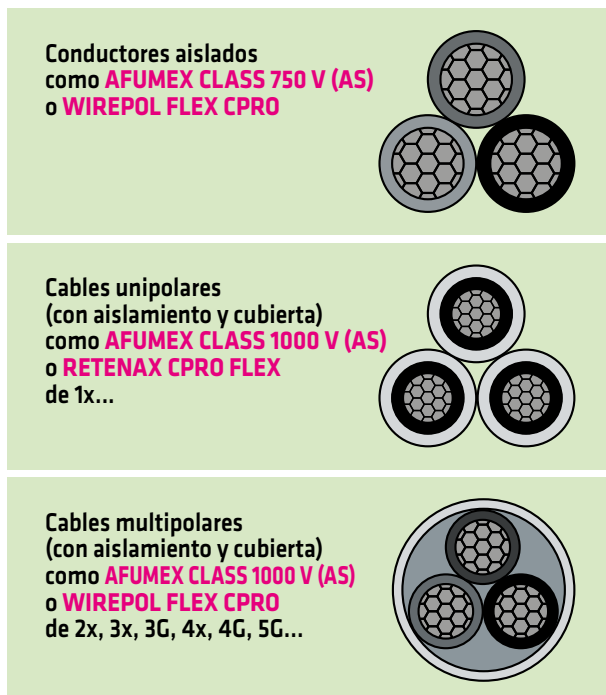 Conductores aislados
como AFUMEX CLASS 750 V (AS)
o WIREPOL FLEX CPRO
Cables unipolares
(con aislamiento y cubierta)
como AFUMEX CLASS 1000 V (AS)
o RETENAX CPRO FLEX
de 1x...
Cables multipolares
(con aislamiento y cubierta)
como AFUMEX CLASS 1000 V (AS)
o WIREPOL FLEX CPRO
de 2x, 3x, 3G, 4x, 4G, 5G...